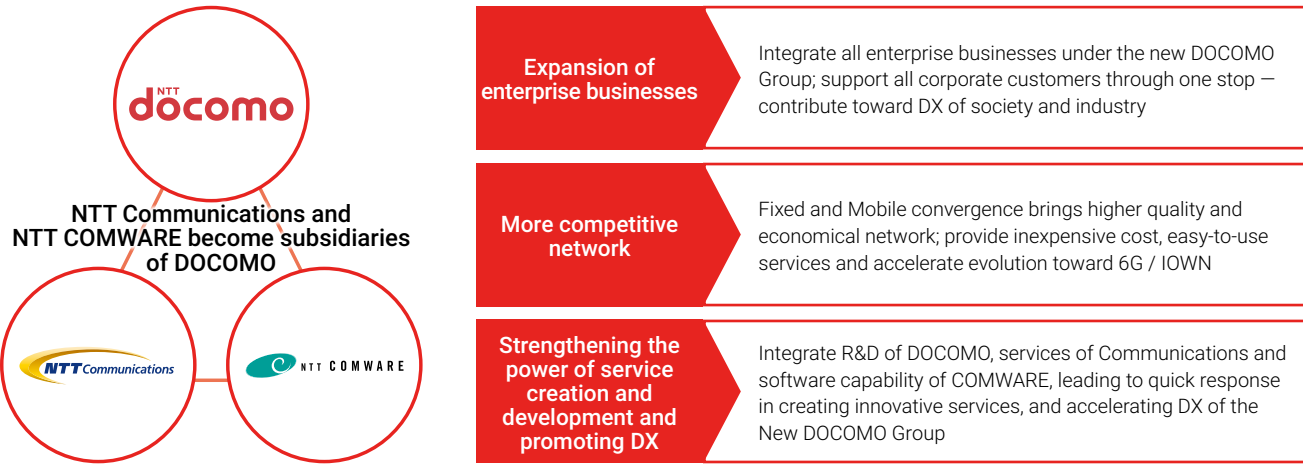 NTT
döcomo
NTT Communications and
NTT COMWARE become subsidiaries
of DOCOMO
NTT Communications
NTT COMWARE
Expansion of
enterprise businesses
Integrate all enterprise businesses under the new DOCOMO
Group; support all corporate customers through one stop —
contribute toward DX of society and industry
More competitive
network
Fixed and Mobile convergence brings higher quality and
economical network; provide inexpensive cost, easy-to-use
services and accelerate evolution toward 6G / IOWN
Strengthening the
power of service
creation and
development and
promoting DX
Integrate R&D of DOCOMO, services of Communications and
software capability of COMWARE, leading to quick response
in creating innovative services, and accelerating DX of the
New DOCOMO Group